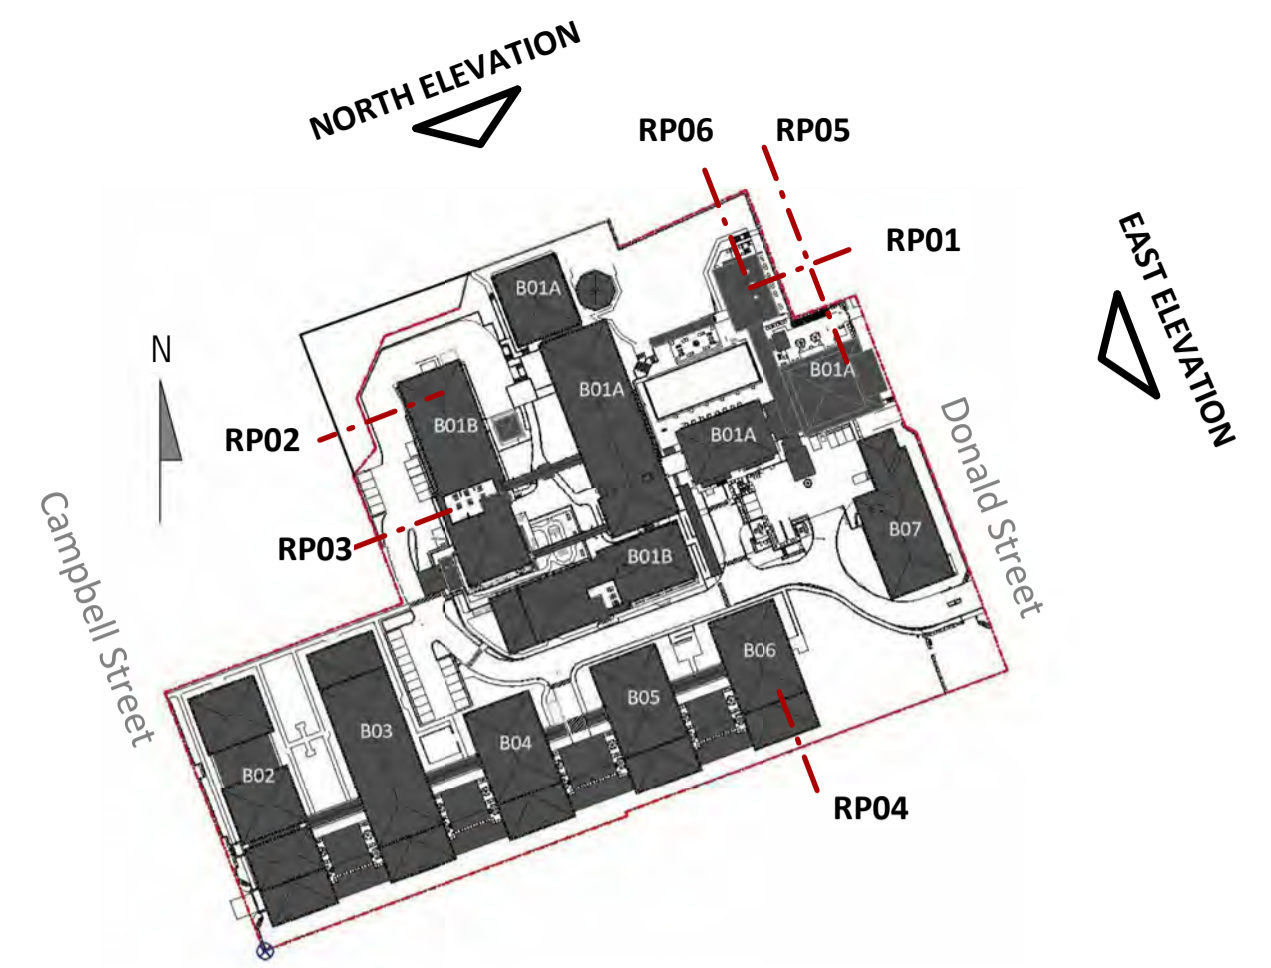 NORTH ELEVATION
RP06
RP05
RP01
EAST ELEVATION
B01A
N
B01A
B01A
RP02
B01B
B01A
Donald Street
Campbell Street
RP03
B07
B01B
B06
B05
B03
B04
B02
RP04